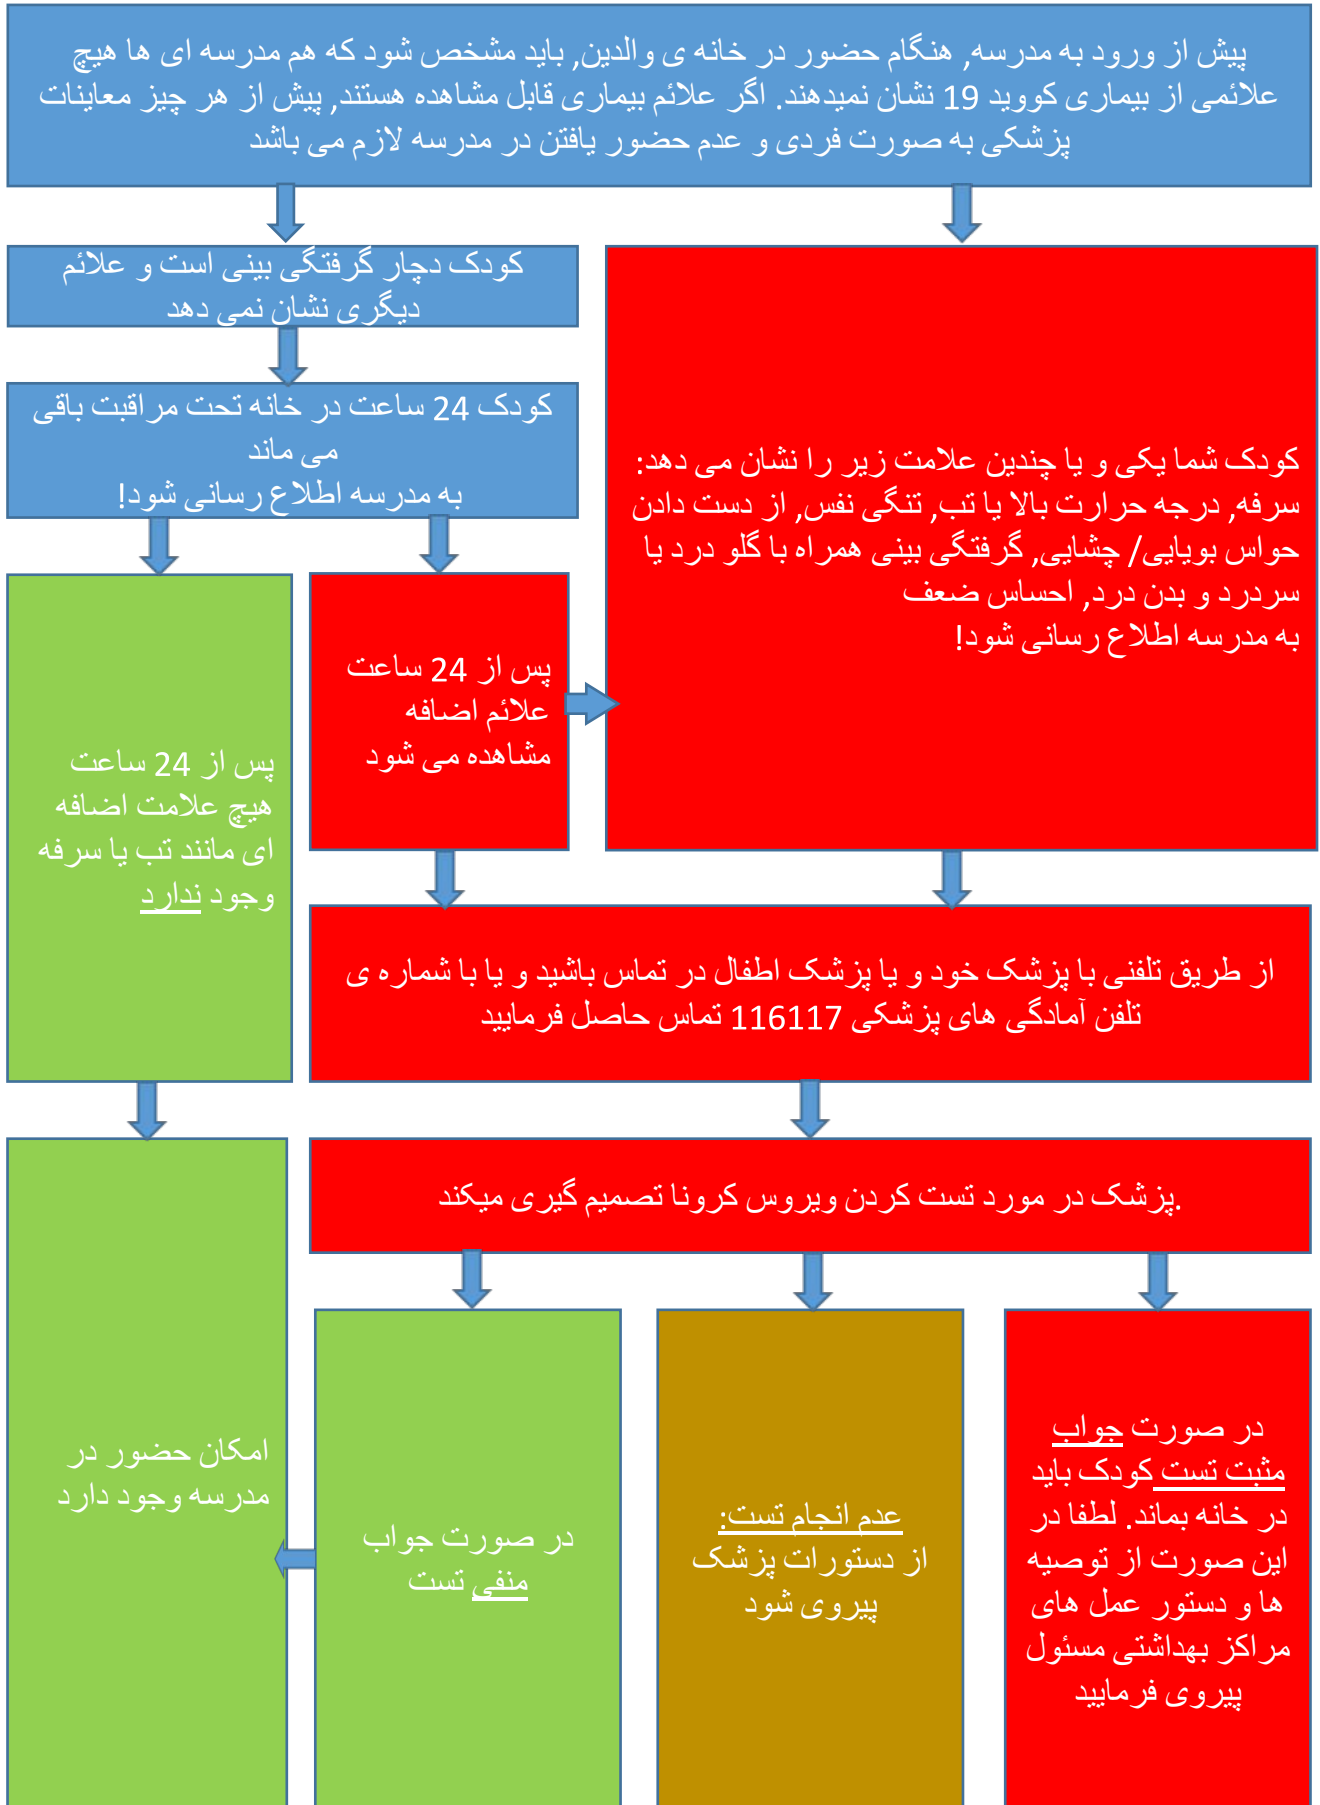 پیش از ورود به مدرسه, هنگام حضور در خانه ی والدین, باید مشخص شود که هم مدرسه ای ها هیچ
علائمی از بیماری کووید 19 نشان نمیدهند. اگر علائم بیماری قابل مشاهده هستند, پیش از هر چیز معاینات
پزشکی به صورت فردی و عدم حضور یافتن در مدرسه لازم می باشد
کودک دچار گرفتگی بینی است و علائم
دیگری نشان نمی دهد
کودک 24 ساعت در خانه تحت مراقبت باقی
می ماند
به مدرسه اطلاع رسانی شود!
کودک شما یکی و یا چندین علامت زیر را نشان می دهد:
سرفه, درجه حرارت بالا یا تب, تنگی نفس, از دست دادن
حواس بویایی/ چشایی, گرفتگی بینی همراه با گلو درد یا
سردرد و بدن درد, احساس ضعف
به مدرسه اطلاع رسانی شود!
پس از 24 ساعت
علائم اضافه
مشاهده می شود
پس از 24 ساعت
هیچ علامت اضافه
ای مانند تب یا سرفه
وجود ندارد
از طریق تلفنی با پزشک خود و یا پزشک اطفال در تماس باشید و یا با شماره ی
تلفن آمادگی های پزشکی 116117 تماس حاصل فرمایید
.پزشک در مورد تست کردن ویروس کرونا تصمیم گیری میکند
در صورت جواب
مثبت تست کودک باید
در خانه بماند. لطفا در
این صورت از توصیه
ها و دستور عمل های
مراکز بهداشتی مسئول
پیروی فرمایید
عدم انجام تست:
از دستورات پزشک
پیروی شود
در صورت جواب
منفی تست
امکان حضور در
مدرسه وجود دارد